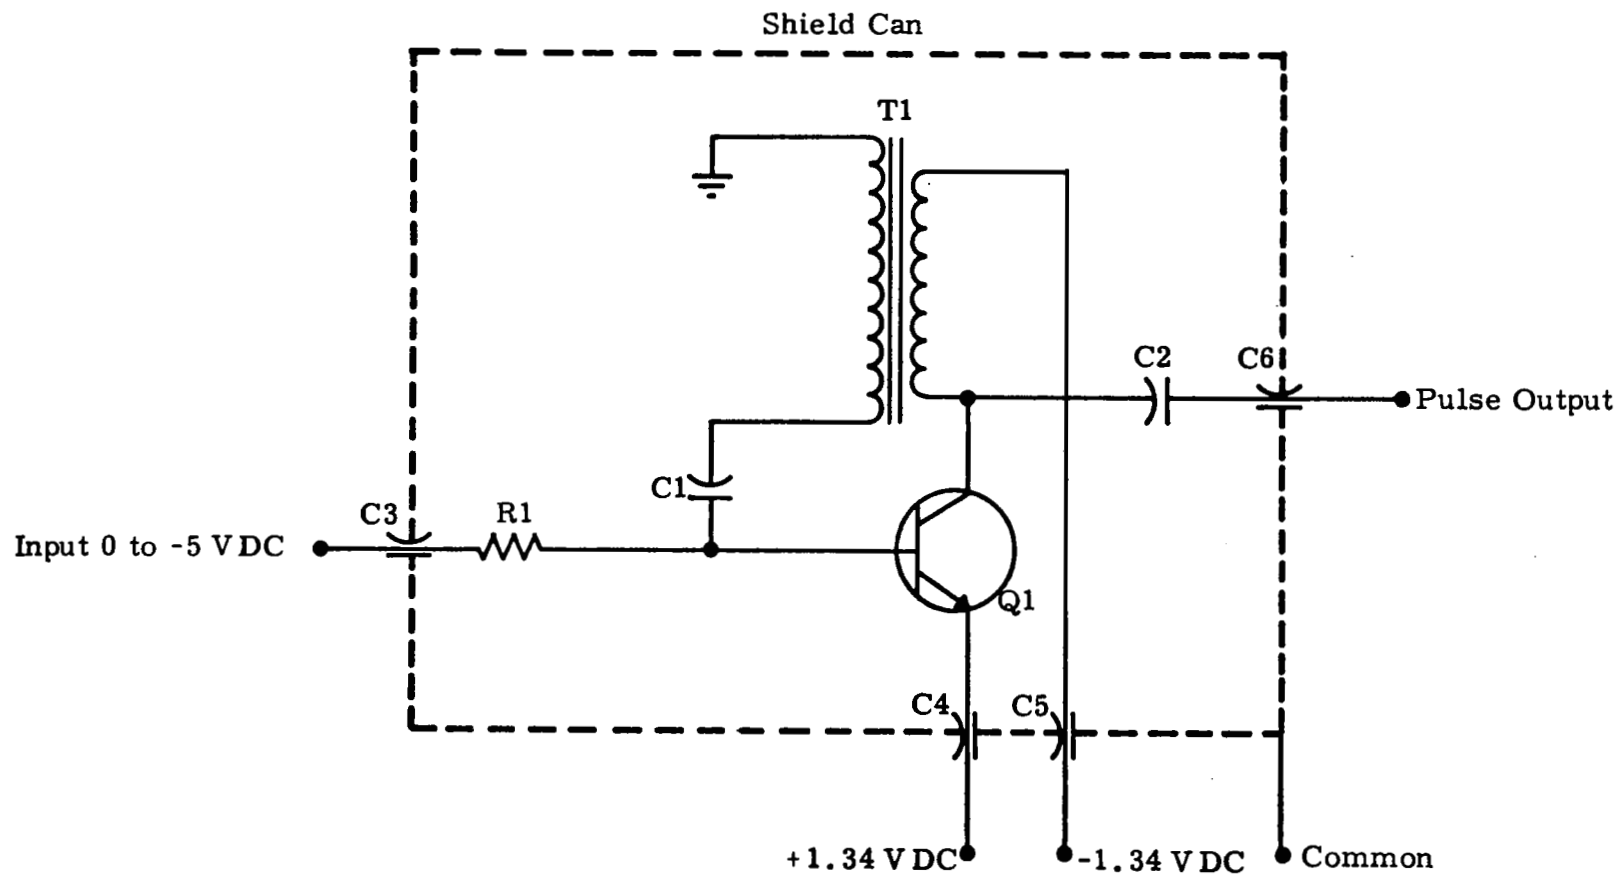 Shield Can
T1
C2
C6
Pulse Output
C1
C3
R1
Input 0 to -5 VDC
Q1
C4
C5
+1.34 VDC
-1.34 VDC
Common